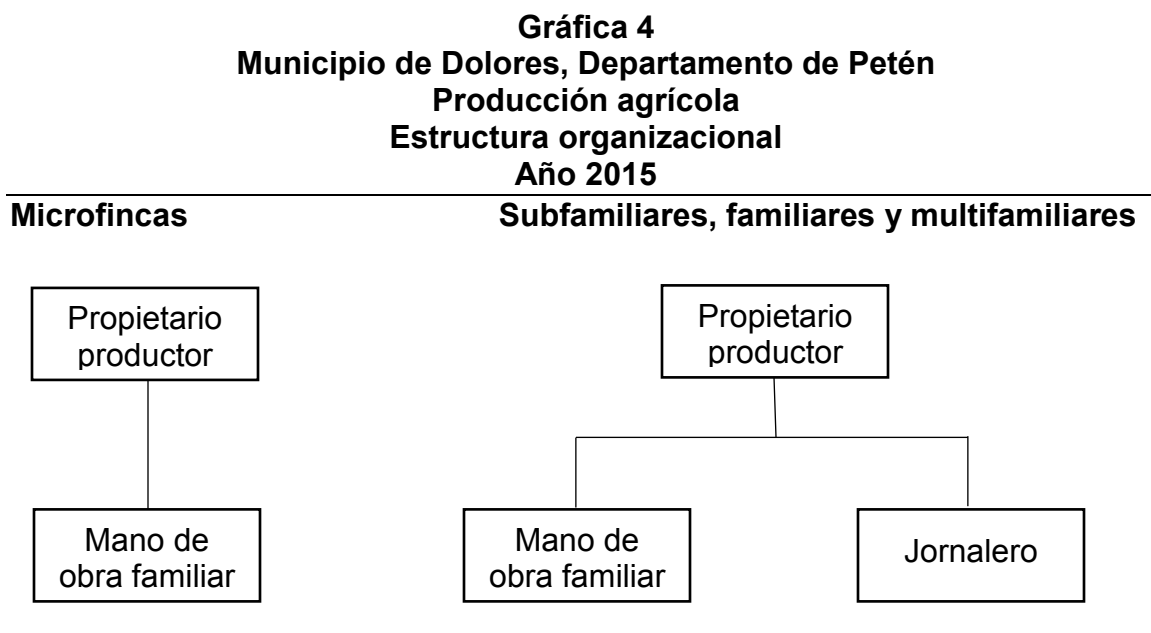 Gráfica 4
Municipio de Dolores, Departamento de Petén
Producción agrícola
Estructura organizacional
Año 2015
Microfincas
Subfamiliares, familiares y multifamiliares
Propietario
productor
Propietario
productor
Mano de
obra familiar
Mano de
obra familiar
Jornalero